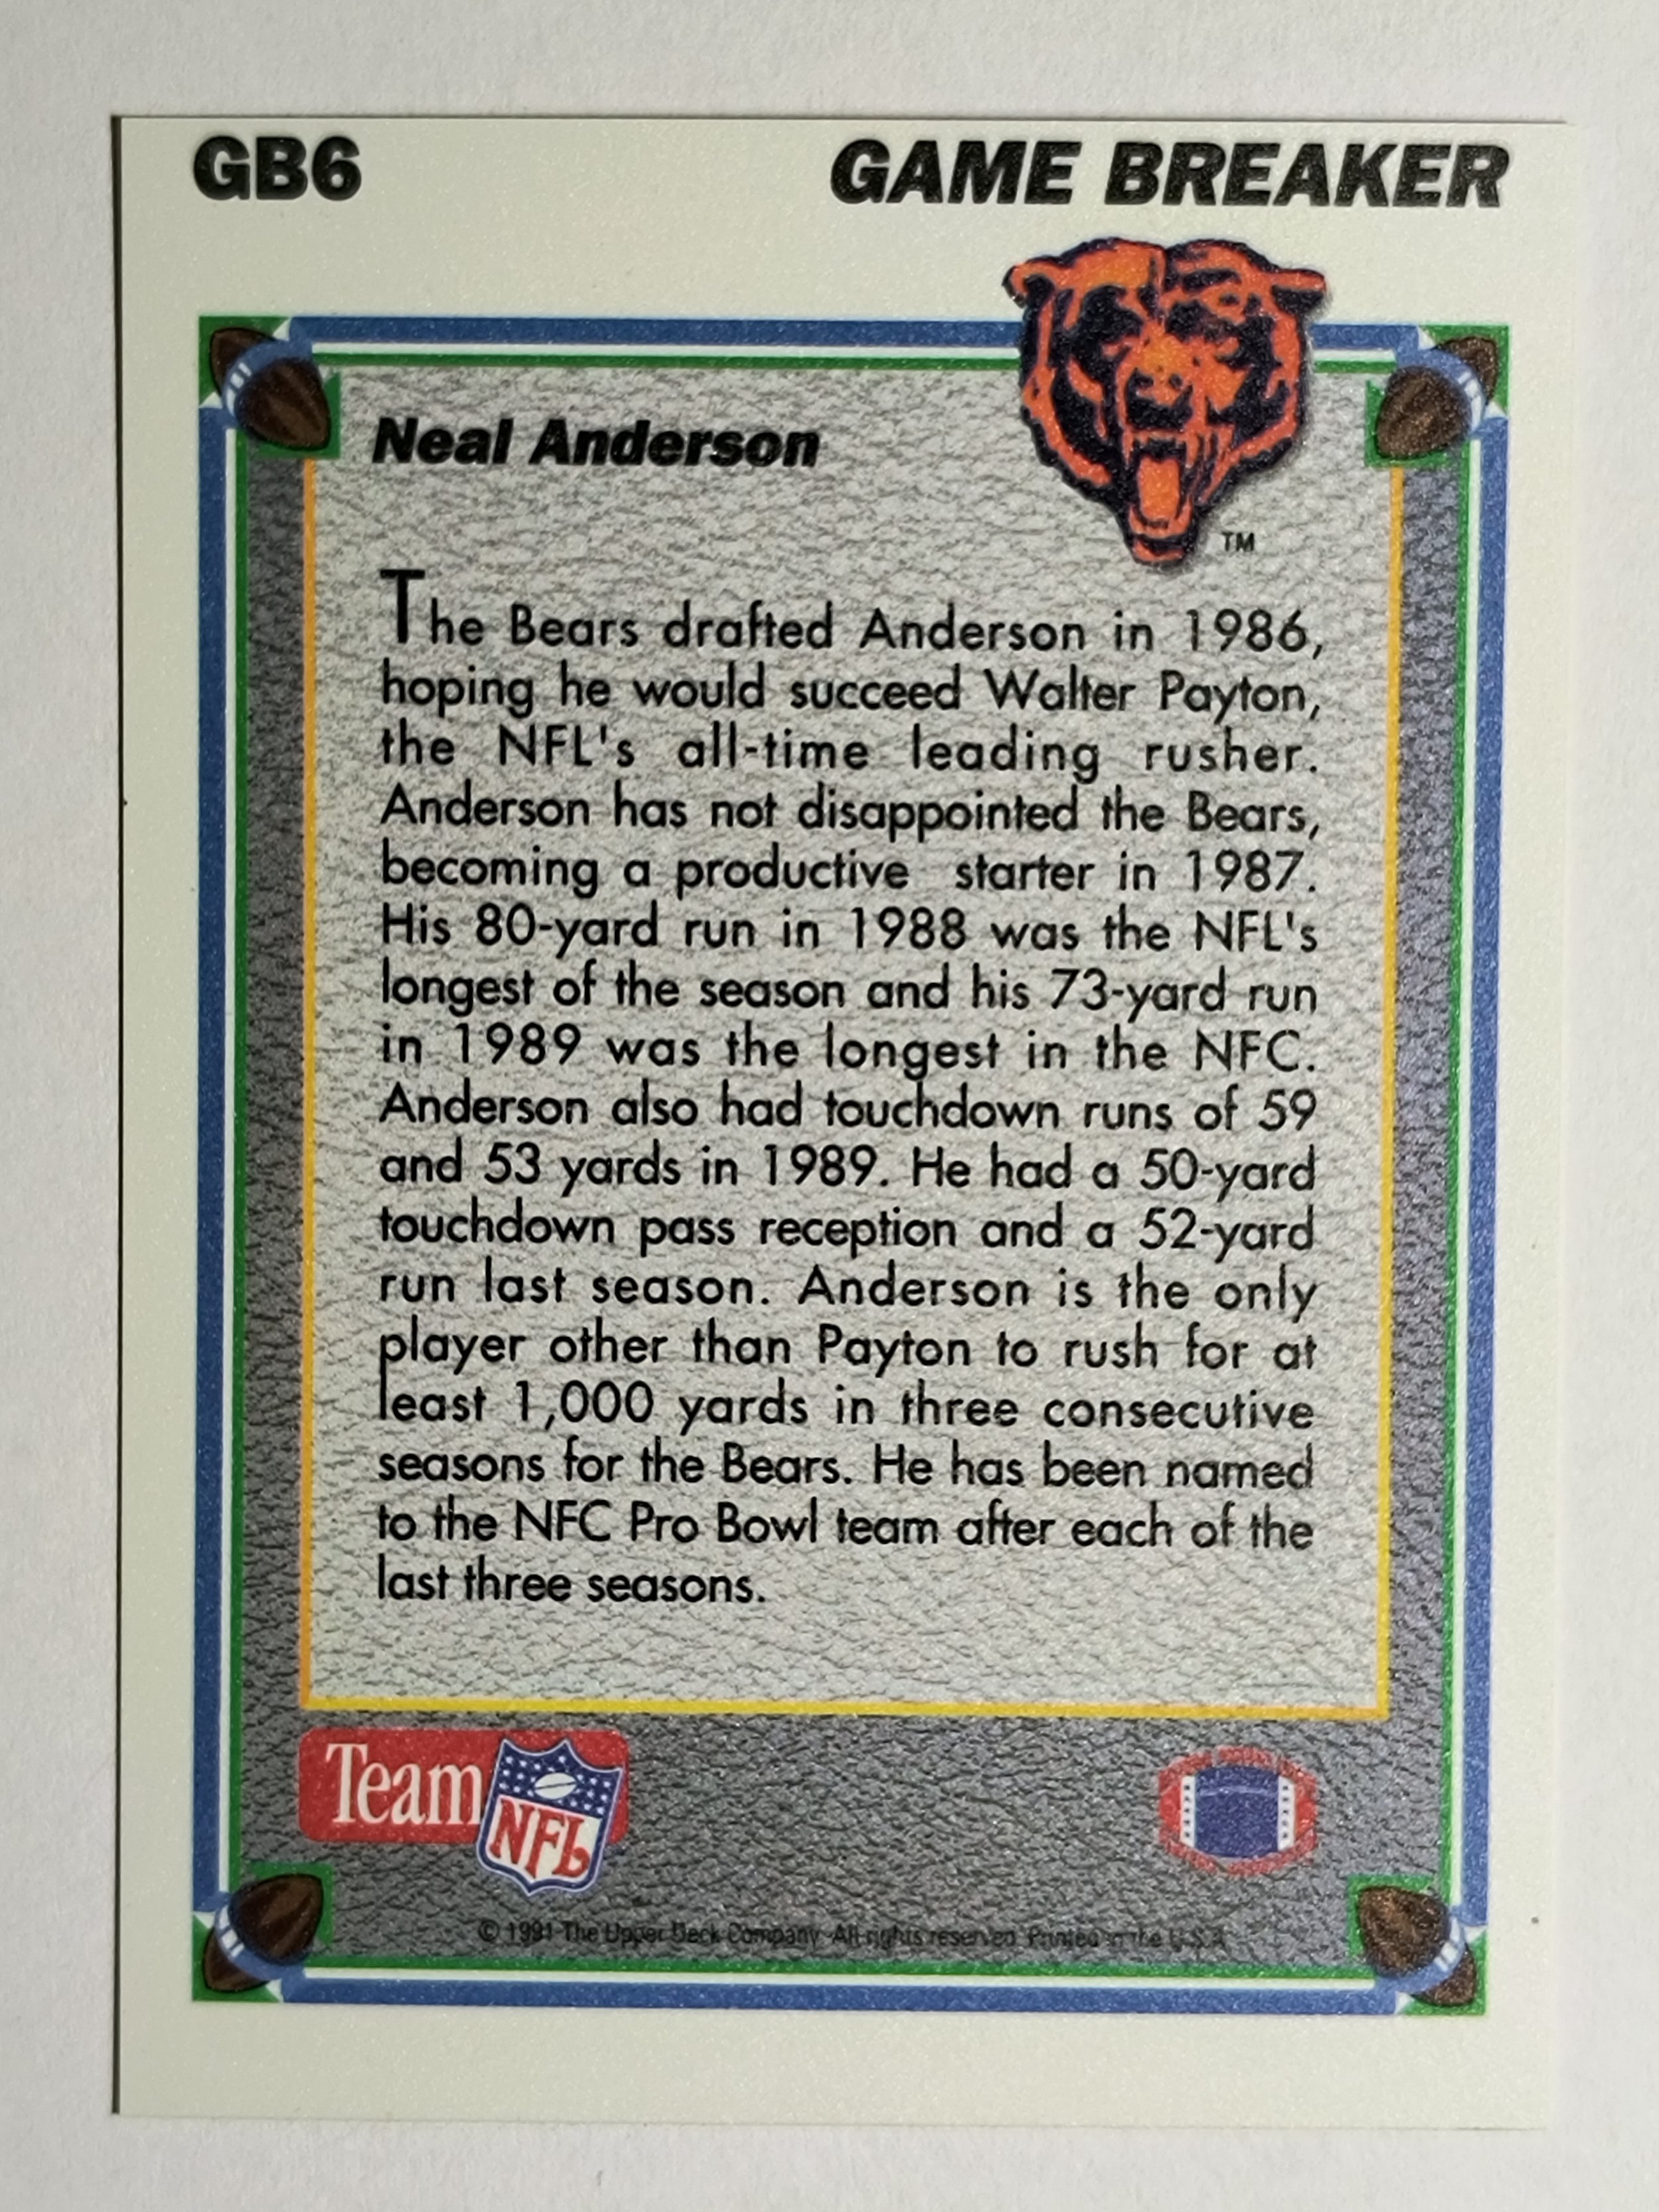 GB6 GAME BREAKER
Neal Anderson
TM
The Bears drafted Anderson in 1986,
hoping he would succeed Walter Payton,
the NFL's all-time leading rusher.
Anderson has not disappointed the Bears,
becoming a productive starter in 1987.
His 80-yard run in 1988 was the NFL's
longest of the season and his 73-yard run
in 1989 was the longest in the NFC.
Anderson also had touchdown runs of 59
and 53 yards in 1989. He had a 50-yard
touchdown pass reception and a 52-yard
run last season. Anderson is the only
player other than Payton to rush for at
least 1,000 yards in three consecutive
seasons for the Bears. He has been named
to the NFC Pro Bowl team after each of the
last three seasons.
Team NFL
© 1991 The Upper Deck Company. All rights reserved. Printed in the U.S.A.